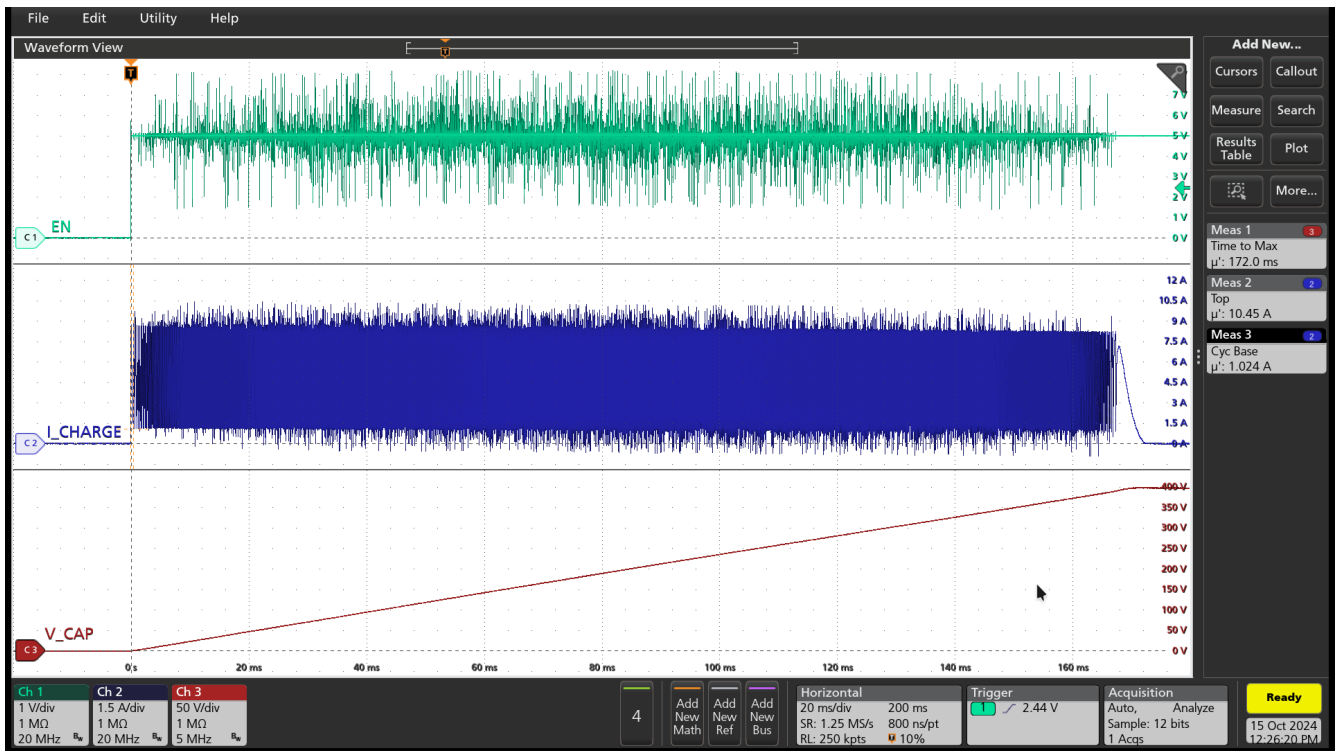 File Edit Utility Help
Waveform View
Add New...
Cursors Callout
Measure Search
Results Table Plot
More...
7 V
6 V
5 V
4 V
3 V
2 V
1 V
0 V
EN
C1
Meas 1 3
Time to Max
µ': 172.0 ms
Meas 2 2
Top
µ': 10.45 A
Meas 3 2
Cyc Base
µ': 1.024 A
12 A
10.5 A
9 A
7.5 A
6 A
4.5 A
3 A
1.5 A
0 A
I_CHARGE
C2
400 V
350 V
300 V
250 V
200 V
150 V
100 V
50 V
0 V
V_CAP
C3
0 s 20 ms 40 ms 60 ms 80 ms 100 ms 120 ms 140 ms 160 ms
Ch 1
1 V/div
1 MΩ
20 MHz Bw
Ch 2
1.5 A/div
1 MΩ
20 MHz Bw
Ch 3
50 V/div
1 MΩ
5 MHz Bw
4
Add New Math
Add New Ref
Add New Bus
Horizontal
20 ms/div 200 ms
SR: 1.25 MS/s 800 ns/pt
RL: 250 kpts 10%
Trigger
1 2.44 V
Acquisition
Auto, Analyze
Sample: 12 bits
1 Acqs
Ready
15 Oct 2024
12:26:20 PM